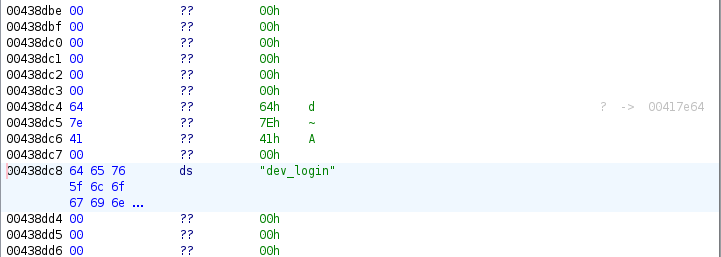 00438dbe 00 ?? 00h
00438dbf 00 ?? 00h
00438dc0 00 ?? 00h
00438dc1 00 ?? 00h
00438dc2 00 ?? 00h
00438dc3 00 ?? 00h
00438dc4 64 ?? 64h d ? -> 00417e64
00438dc5 7e ?? 7Eh ~
00438dc6 41 ?? 41h A
00438dc7 00 ?? 00h
00438dc8 64 65 76 ds "dev_login"
5f 6c 6f
67 69 6e ...
00438dd4 00 ?? 00h
00438dd5 00 ?? 00h
00438dd6 00 ?? 00h